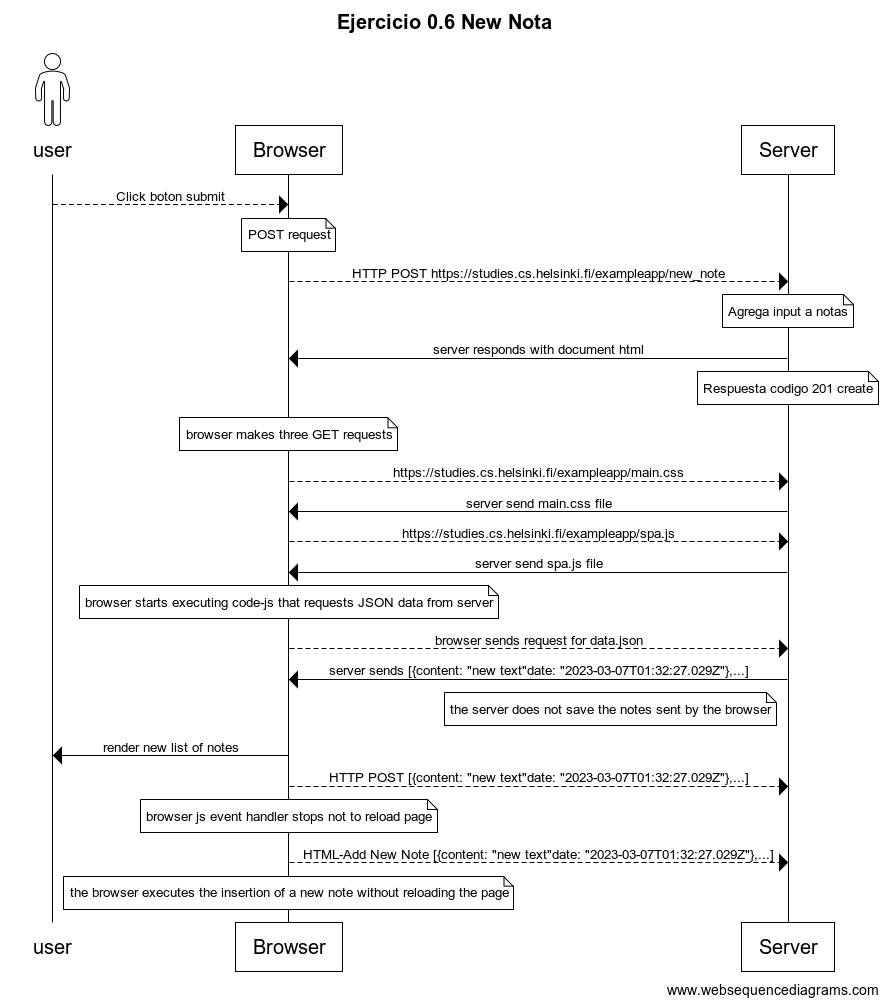 Ejercicio 0.6 New Nota
user
Browser
Server
Click boton submit
POST request
HTTP POST https://studies.cs.helsinki.fi/exampleapp/new_note
Agrega input a notas
server responds with document html
Respuesta codigo 201 create
browser makes three GET requests
https://studies.cs.helsinki.fi/exampleapp/main.css
server send main.css file
https://studies.cs.helsinki.fi/exampleapp/spa.js
server send spa.js file
browser starts executing code-js that requests JSON data from server
browser sends request for data.json
server sends [{content: "new text"date: "2023-03-07T01:32:27.029Z"},...]
the server does not save the notes sent by the browser
render new list of notes
HTTP POST [{content: "new text"date: "2023-03-07T01:32:27.029Z"},...]
browser js event handler stops not to reload page
HTML-Add New Note [{content: "new text"date: "2023-03-07T01:32:27.029Z"},...]
the browser executes the insertion of a new note without reloading the page
user
Browser
Server
www.websequencediagrams.com